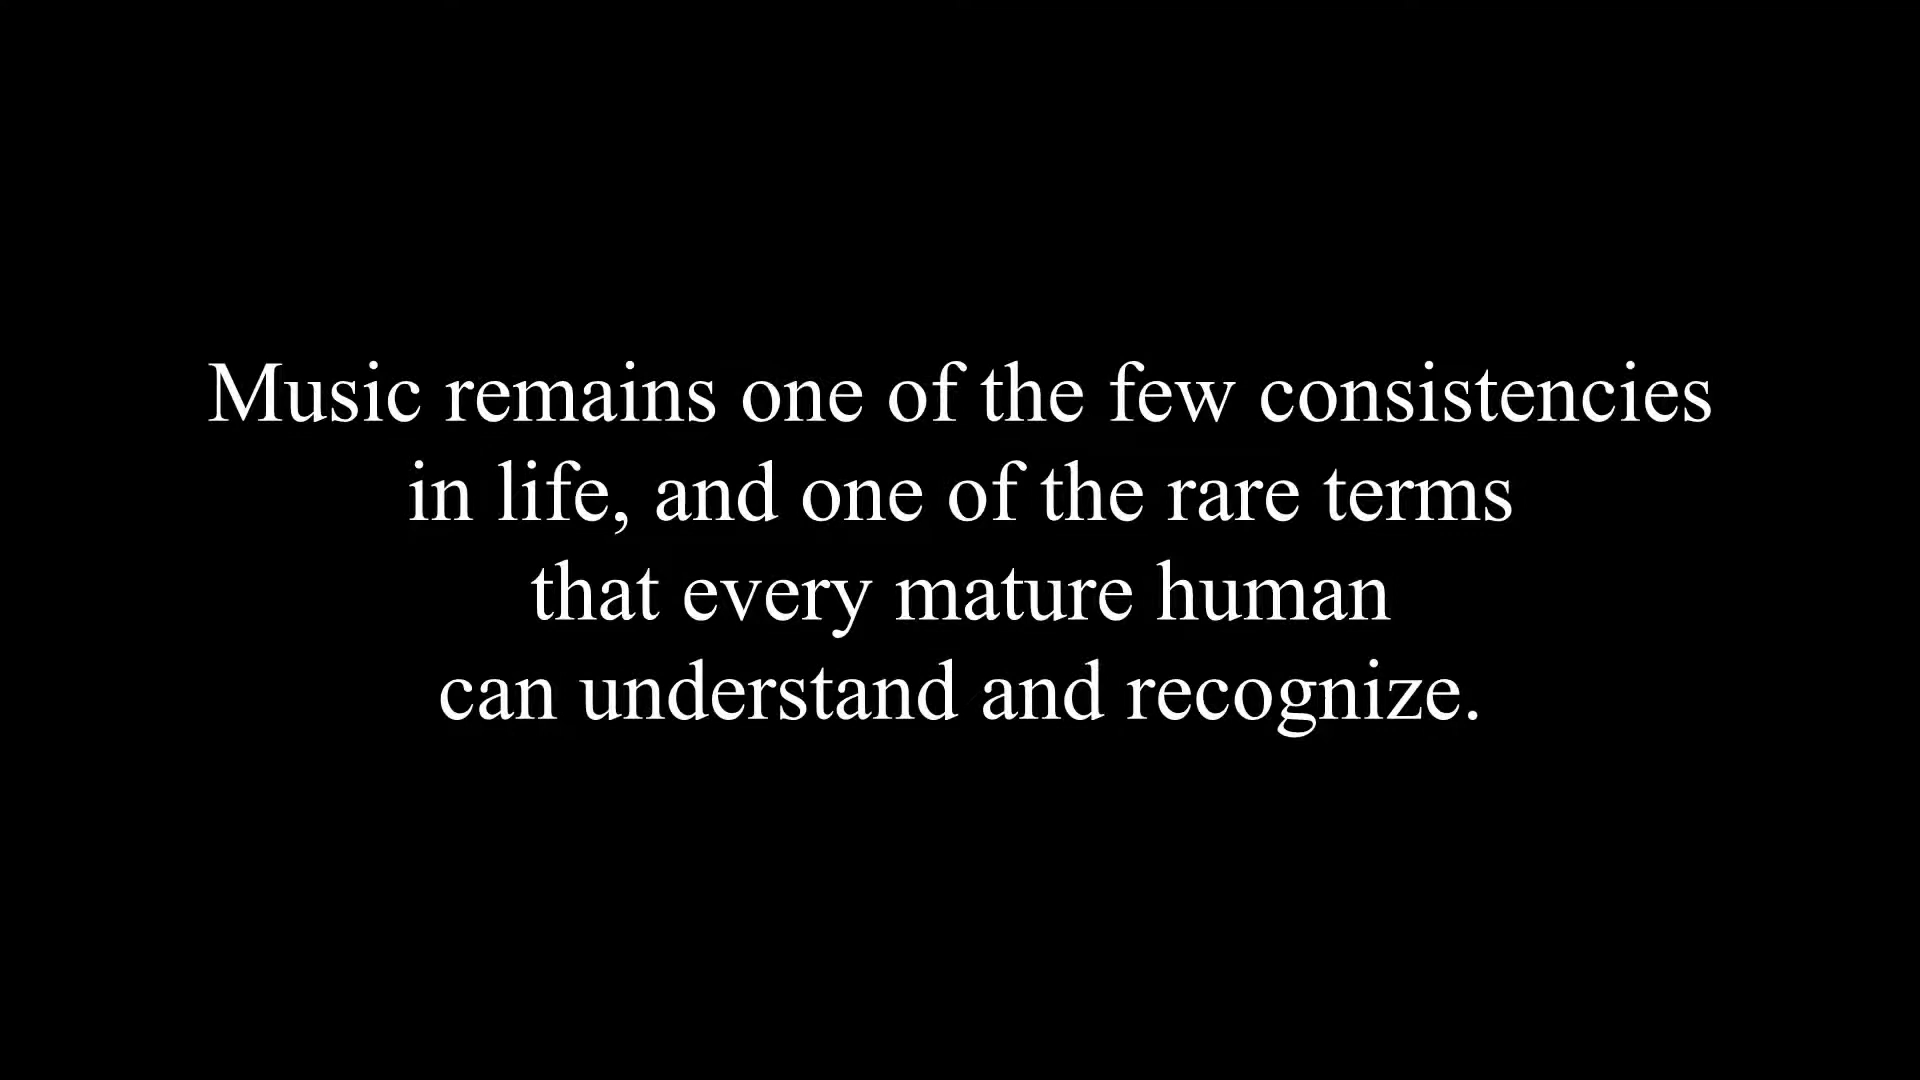 Music remains one of the few consistencies
in life, and one of the rare terms
that every mature human
can understand and recognize.